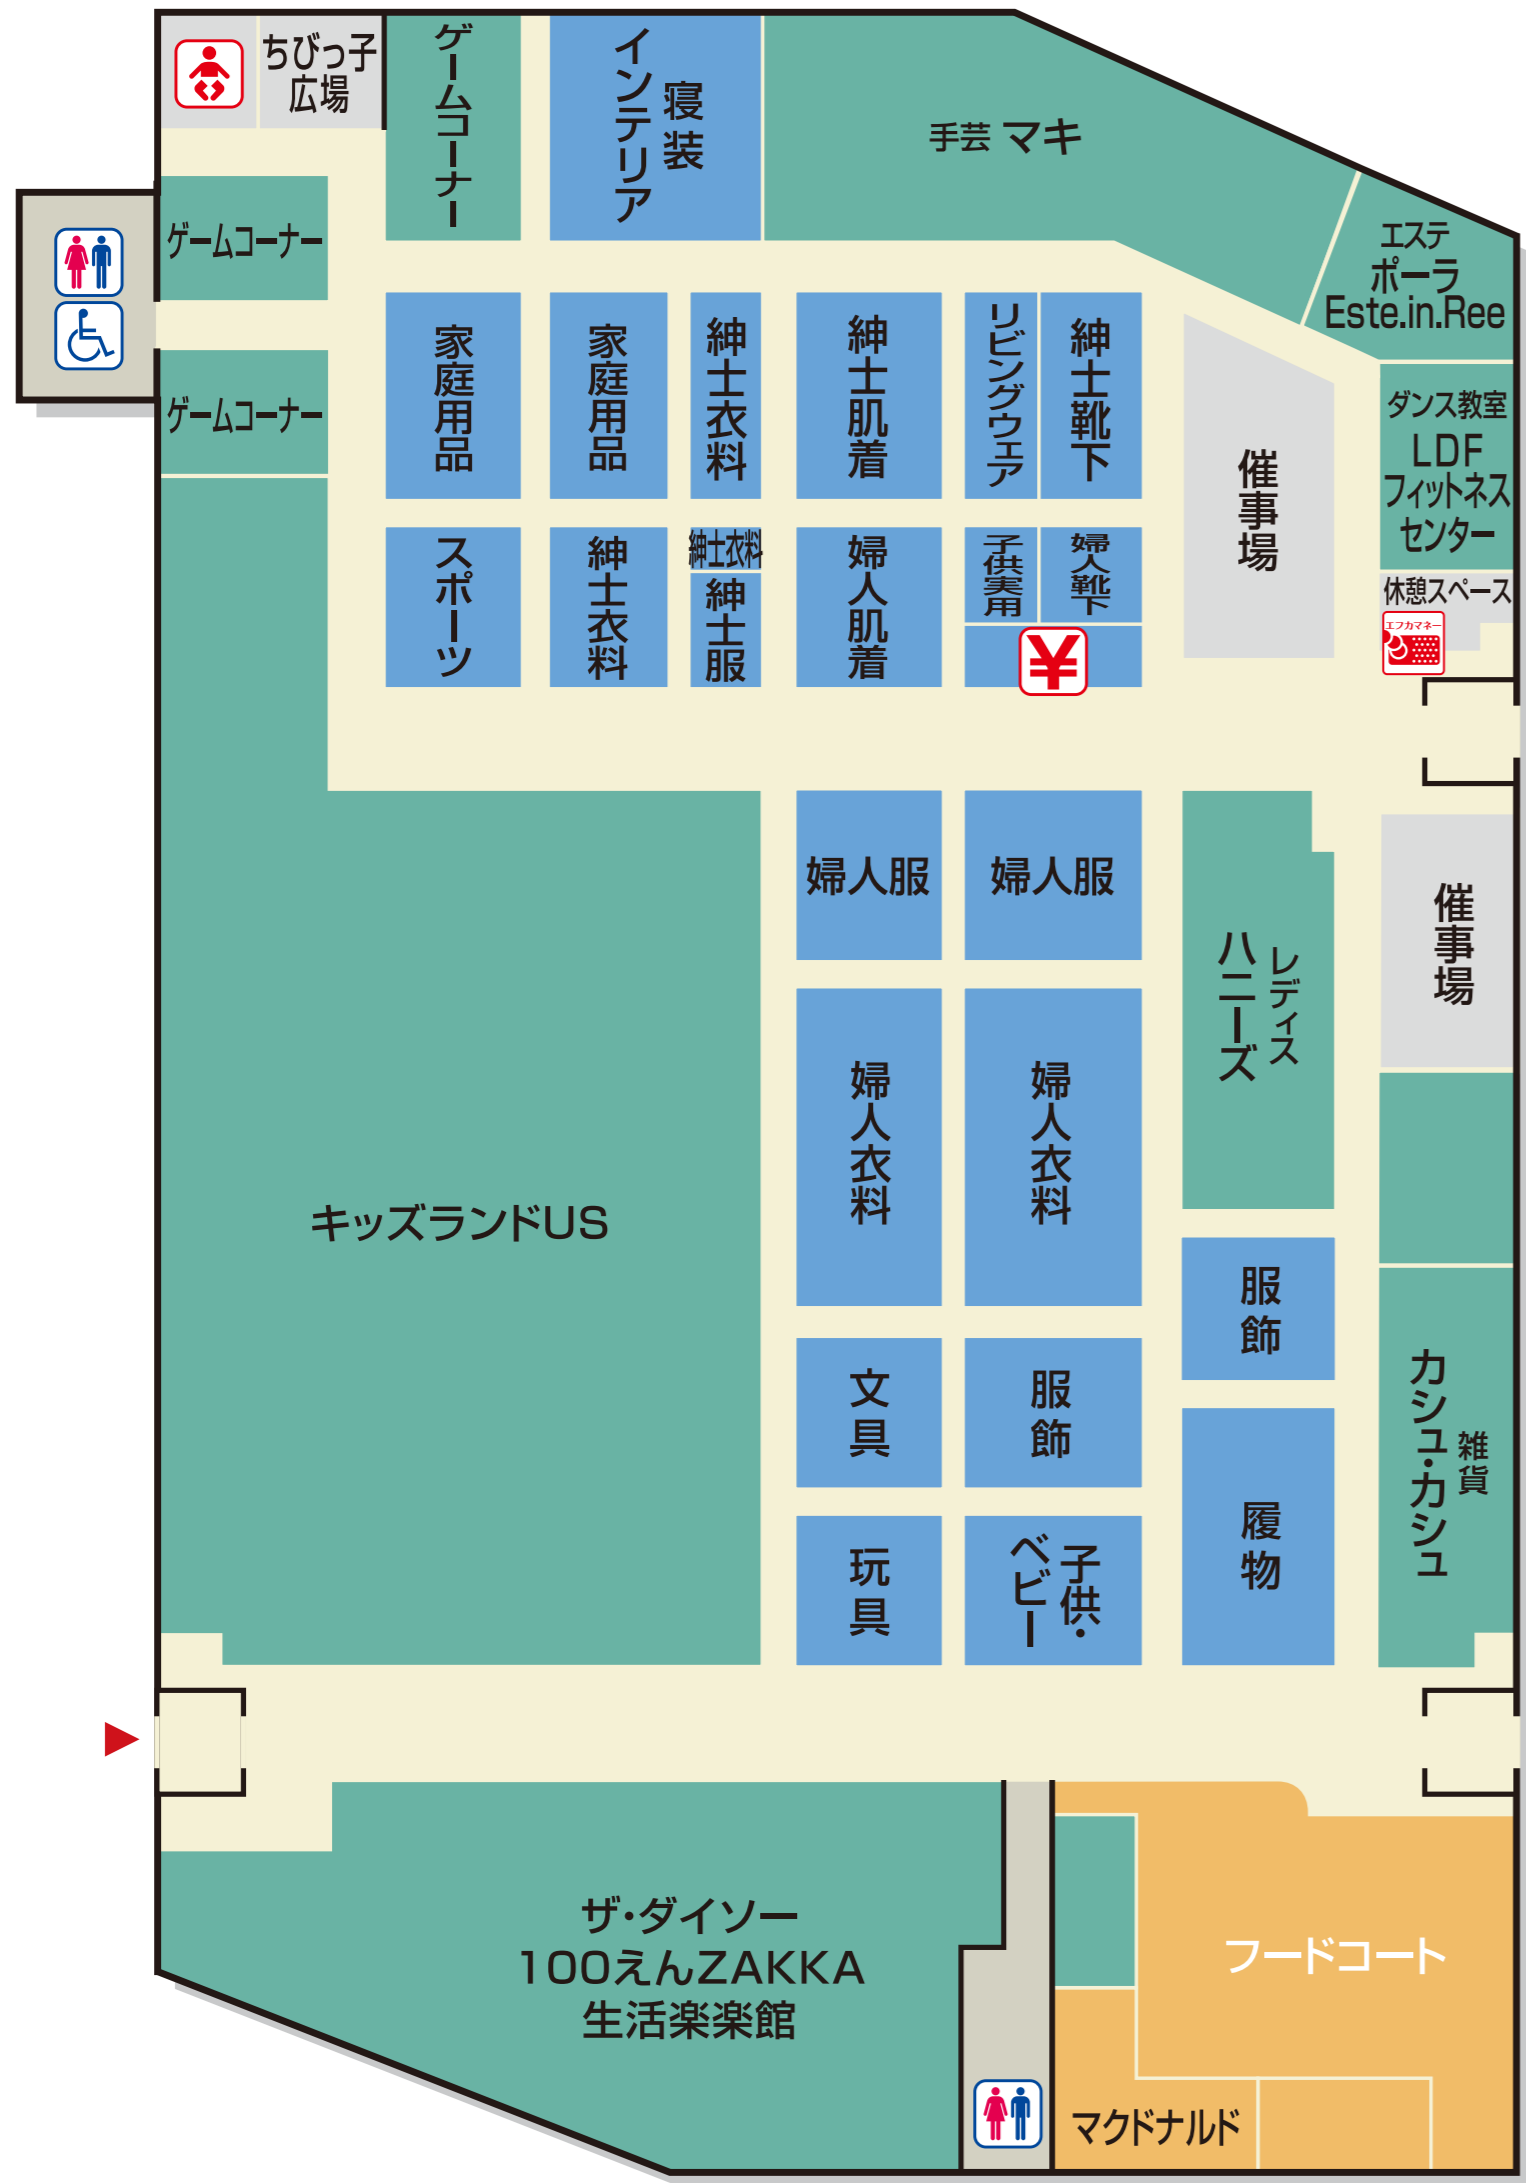 ちびっ子
広場
ゲームコーナー
寝装
インテリア
手芸 マキ
エステ
ポーラ
Este.in.Ree
ゲームコーナー
ゲームコーナー
家庭用品
家庭用品
紳士衣料
紳士肌着
リビングウェア
紳士靴下
催事場
ダンス教室
LDF
フィットネス
センター
スポーツ
紳士衣料
紳士衣料
紳士服
婦人肌着
子供実用
婦人靴下
¥
休憩スペース
エフカマネー
婦人服
婦人服
レディス
ハニーズ
催事場
キッズランドUS
婦人衣料
婦人衣料
服飾
文具
服飾
雑貨
カシュ・カシュ
玩具
子供・
ベビー
履物
ザ・ダイソー
100えんZAKKA
生活楽楽館
フードコート
マクドナルド